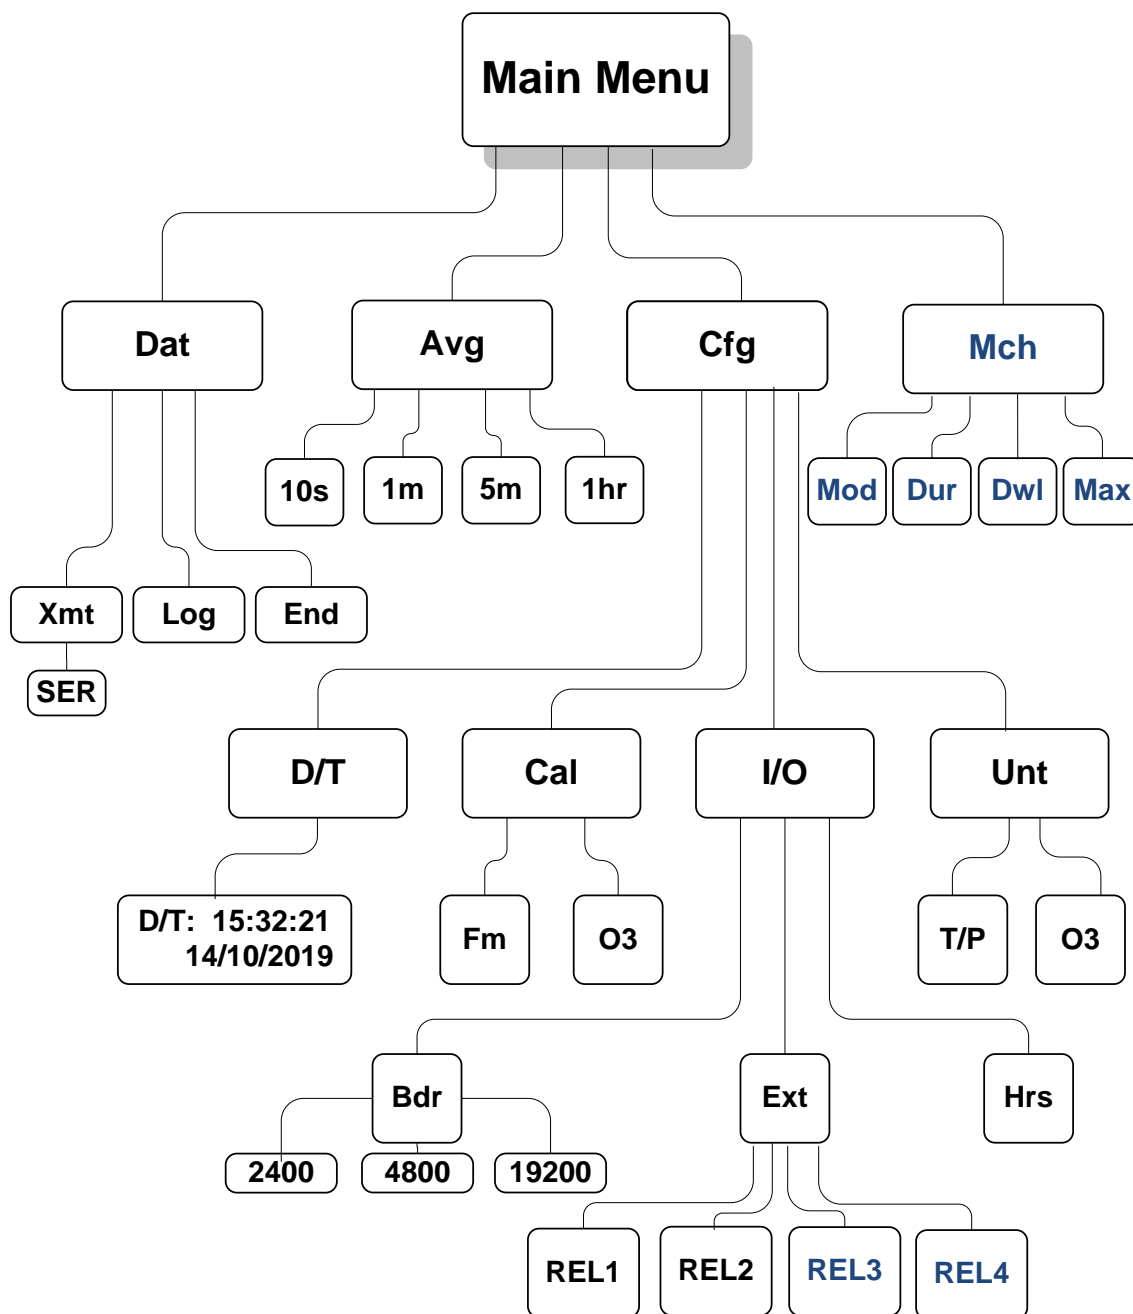 Main Menu
Dat
Avg
Cfg
Mch
10s
1m
5m
1hr
Mod
Dur
Dwl
Max
Xmt
Log
End
SER
D/T
Cal
I/O
Unt
D/T: 15:32:21
14/10/2019
Fm
O3
T/P
O3
Bdr
Ext
Hrs
2400
4800
19200
REL1
REL2
REL3
REL4